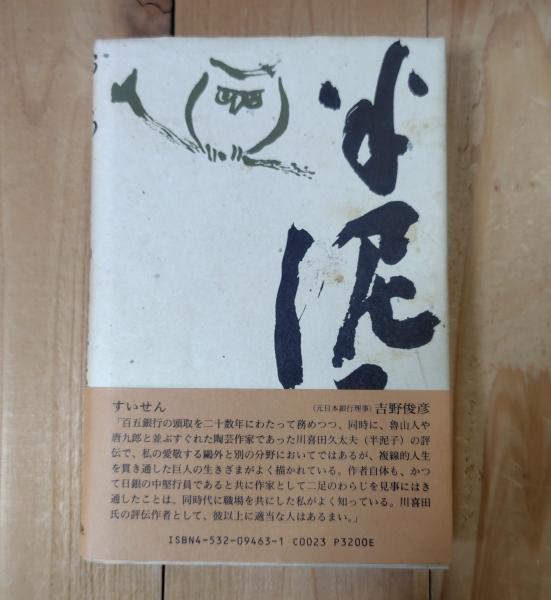 半泥
すいせん
(元日本銀行理事) 吉野俊彦
「百五銀行の頭取を二十数年にわたって務めつつ、同時に、魯山人や
唐九郎と並ぶすぐれた陶芸作家であった川喜田久太夫(半泥子)の評
伝で、私の愛敬する鷗外と別の分野においてではあるが、複線的人生
を貫き通した巨人の生きざまがよく描かれている。作者自体も、かつ
て日銀の中堅行員であると共に作家として二足のわらじを見事にはき
通したことは、同時代に職場を共にした私がよく知っている。川喜田
氏の評伝作者として、彼以上に適当な人はあるまい。」
ISBN4-532-09463-1 C0023 P3200E